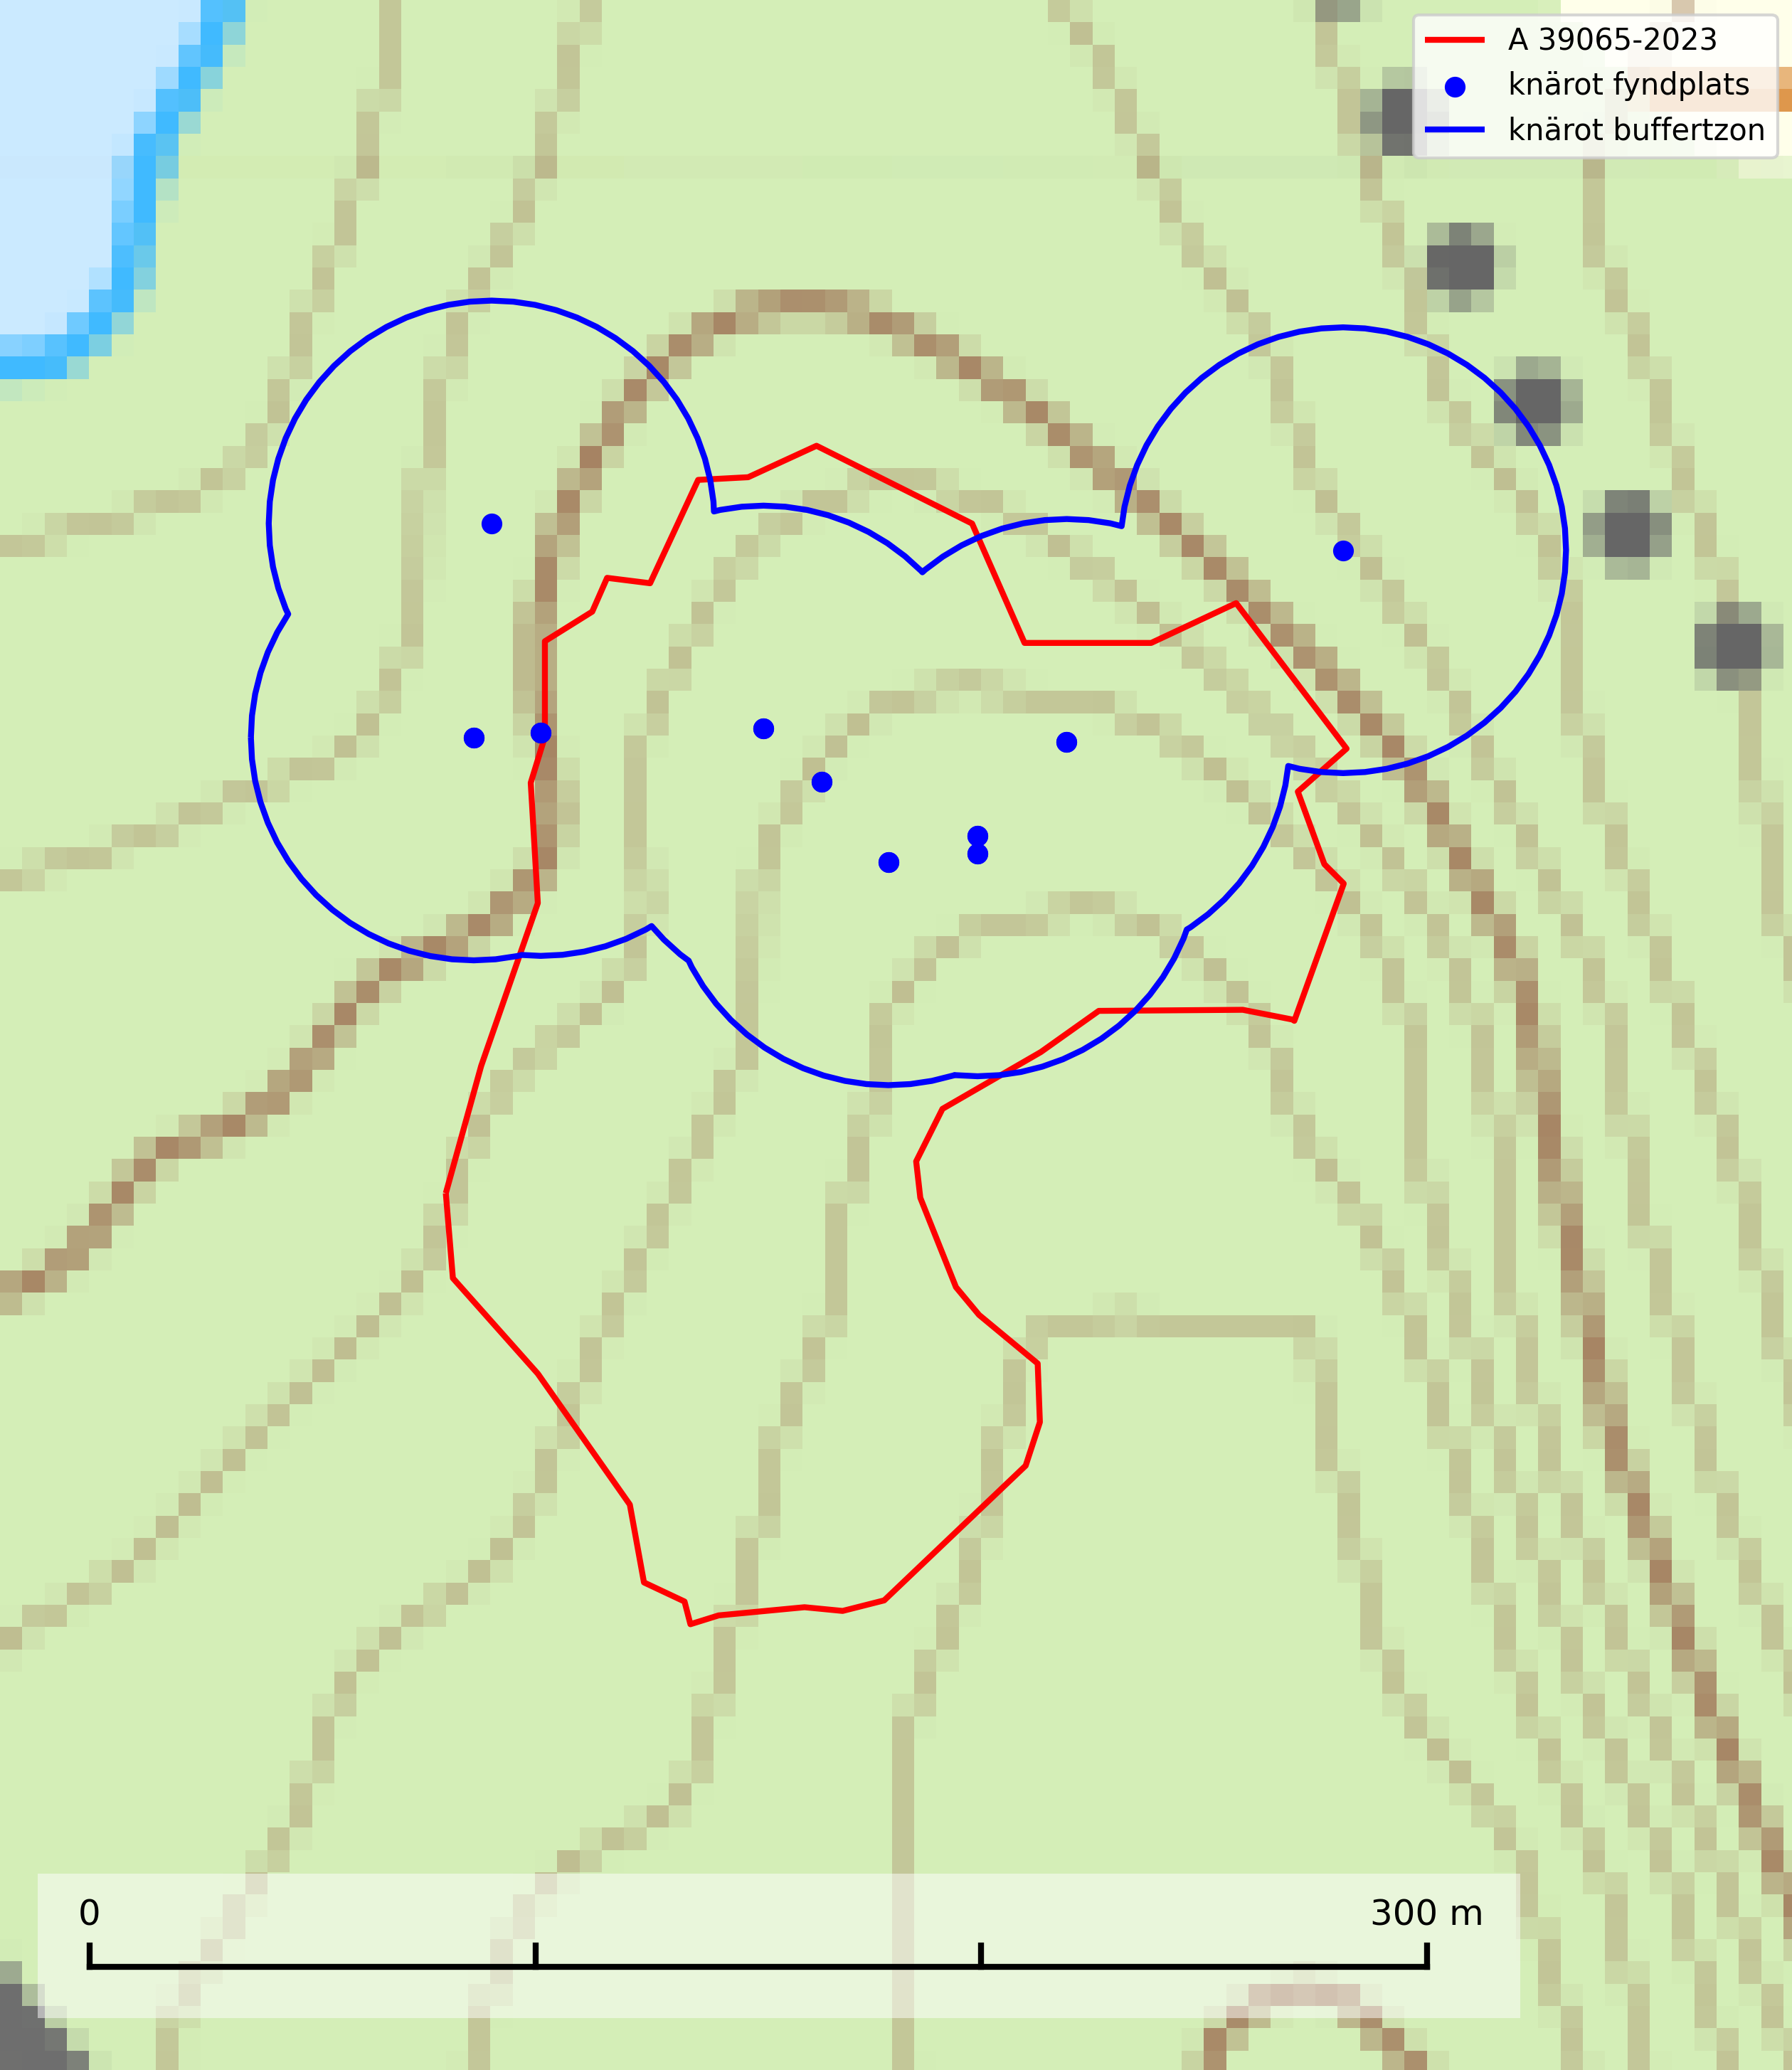 A 39065-2023
knärot fyndplats
knärot buffertzon
0
300 m